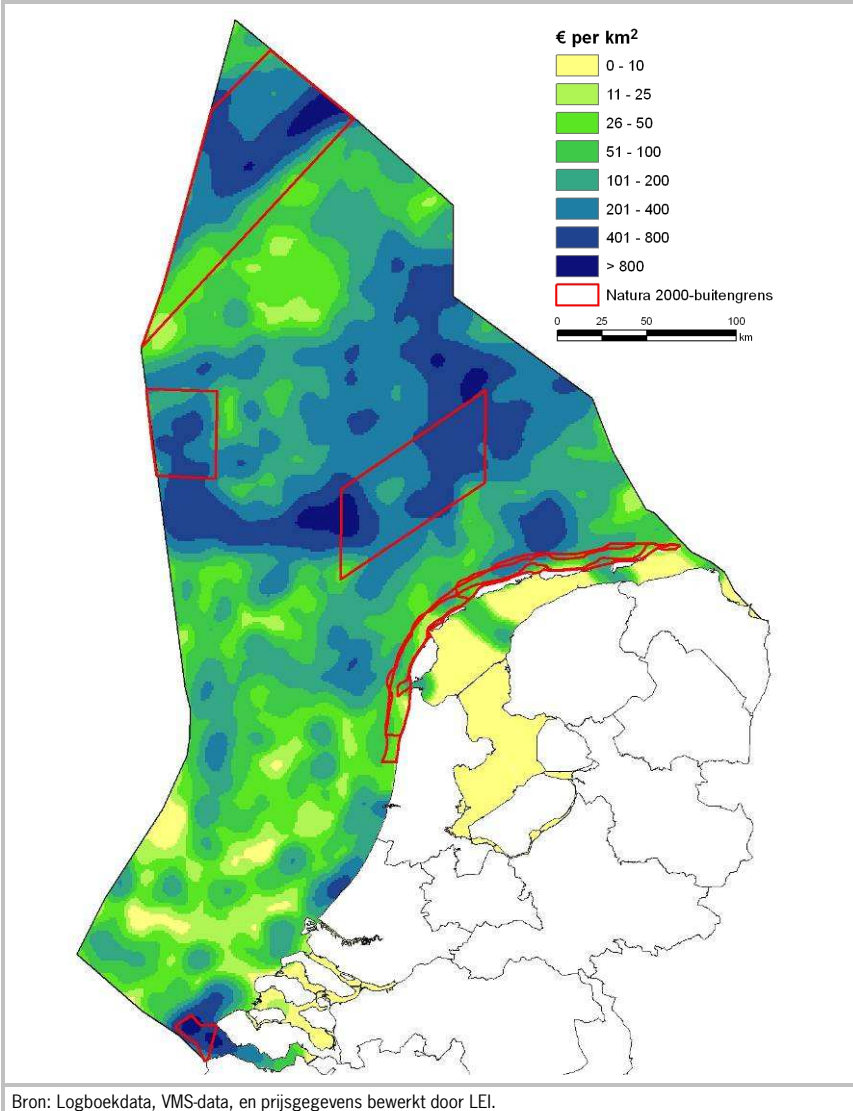 € per km²
0 - 10
11 - 25
26 - 50
51 - 100
101 - 200
201 - 400
401 - 800
> 800
Natura 2000-buitengrens
0 25 50 100
km
Bron: Logboekdata, VMS-data, en prijsgegevens bewerkt door LEI.